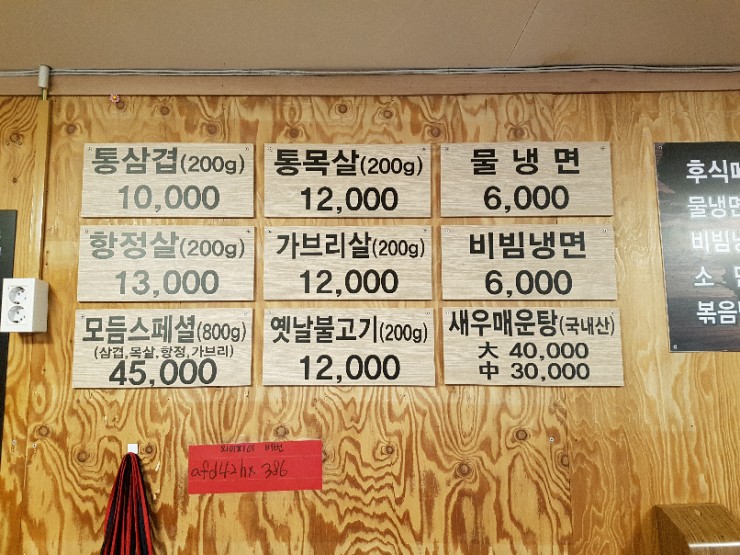 통삼겹(200g)
10,000
통목살(200g)
12,000
물냉면
6,000
항정살(200g)
13,000
가브리살(200g)
12,000
비빔냉면
6,000
모듬스페셜(800g)
(삼겹,목살,항정,가브리)
45,000
옛날불고기(200g)
12,000
새우매운탕(국내산)
大 40,000
中 30,000
후식
물냉면
비빔
소
볶음
afd42hx 386